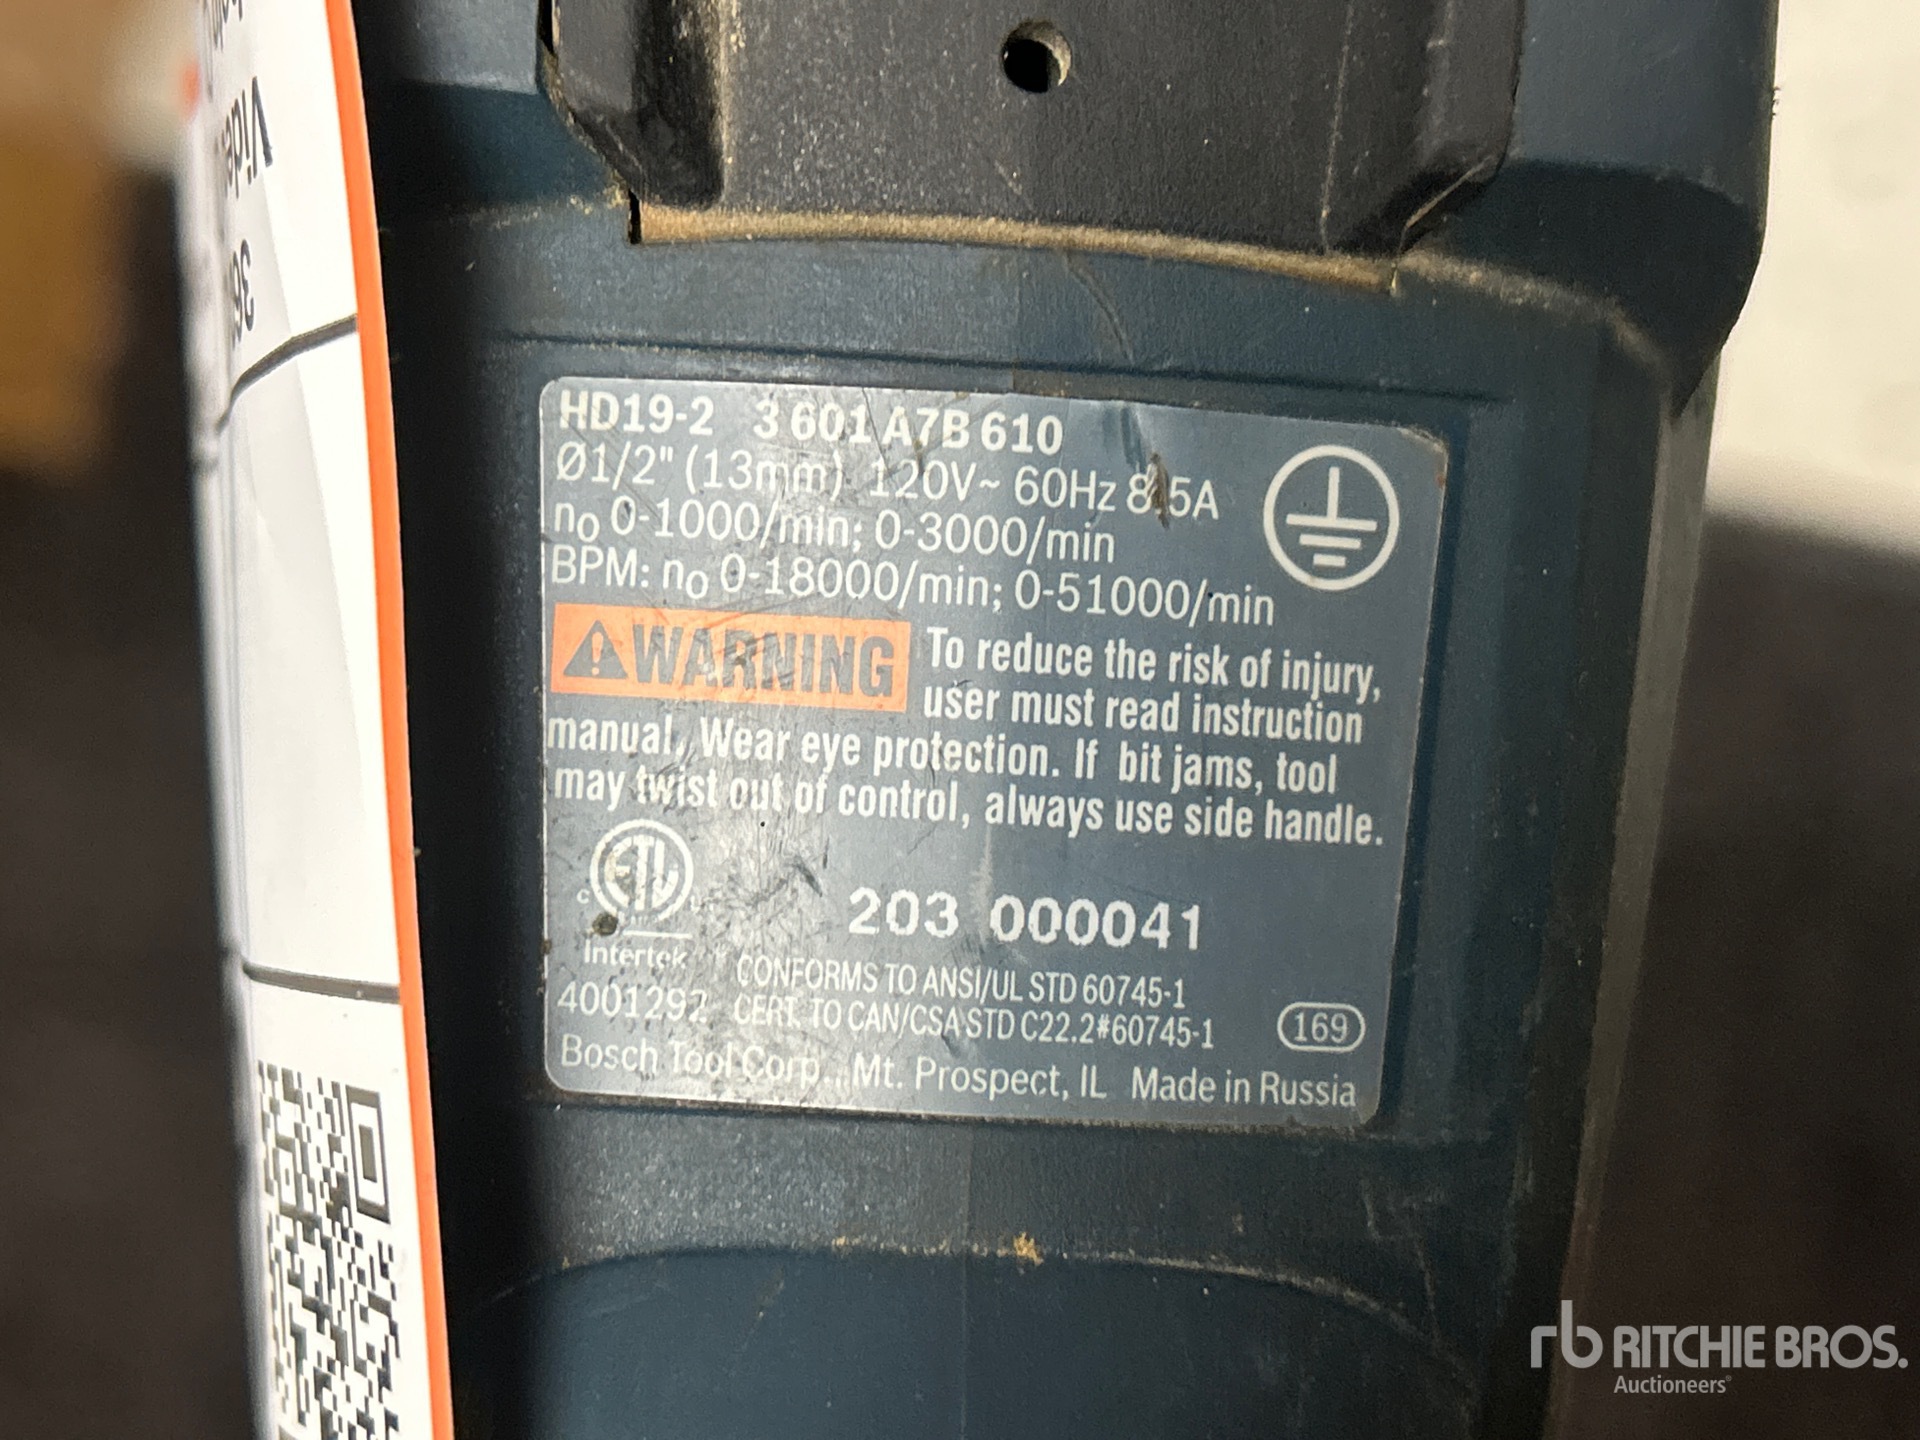 HD19-2 3 601 A7B 610
Ø1/2" (13mm) 120V~ 60Hz 8.5A
n₀ 0-1000/min; 0-3000/min
BPM: n₀ 0-18000/min; 0-51000/min
WARNING To reduce the risk of injury,
user must read instruction
manual. Wear eye protection. If bit jams, tool
may twist out of control, always use side handle.
ETL
Intertek
203 000041
CONFORMS TO ANSI/UL STD 60745-1
4001292 CERT. TO CAN/CSA STD C22.2#60745-1
169
Bosch Tool Corp., Mt. Prospect, IL Made in Russia
rb RITCHIE BROS.
Auctioneers